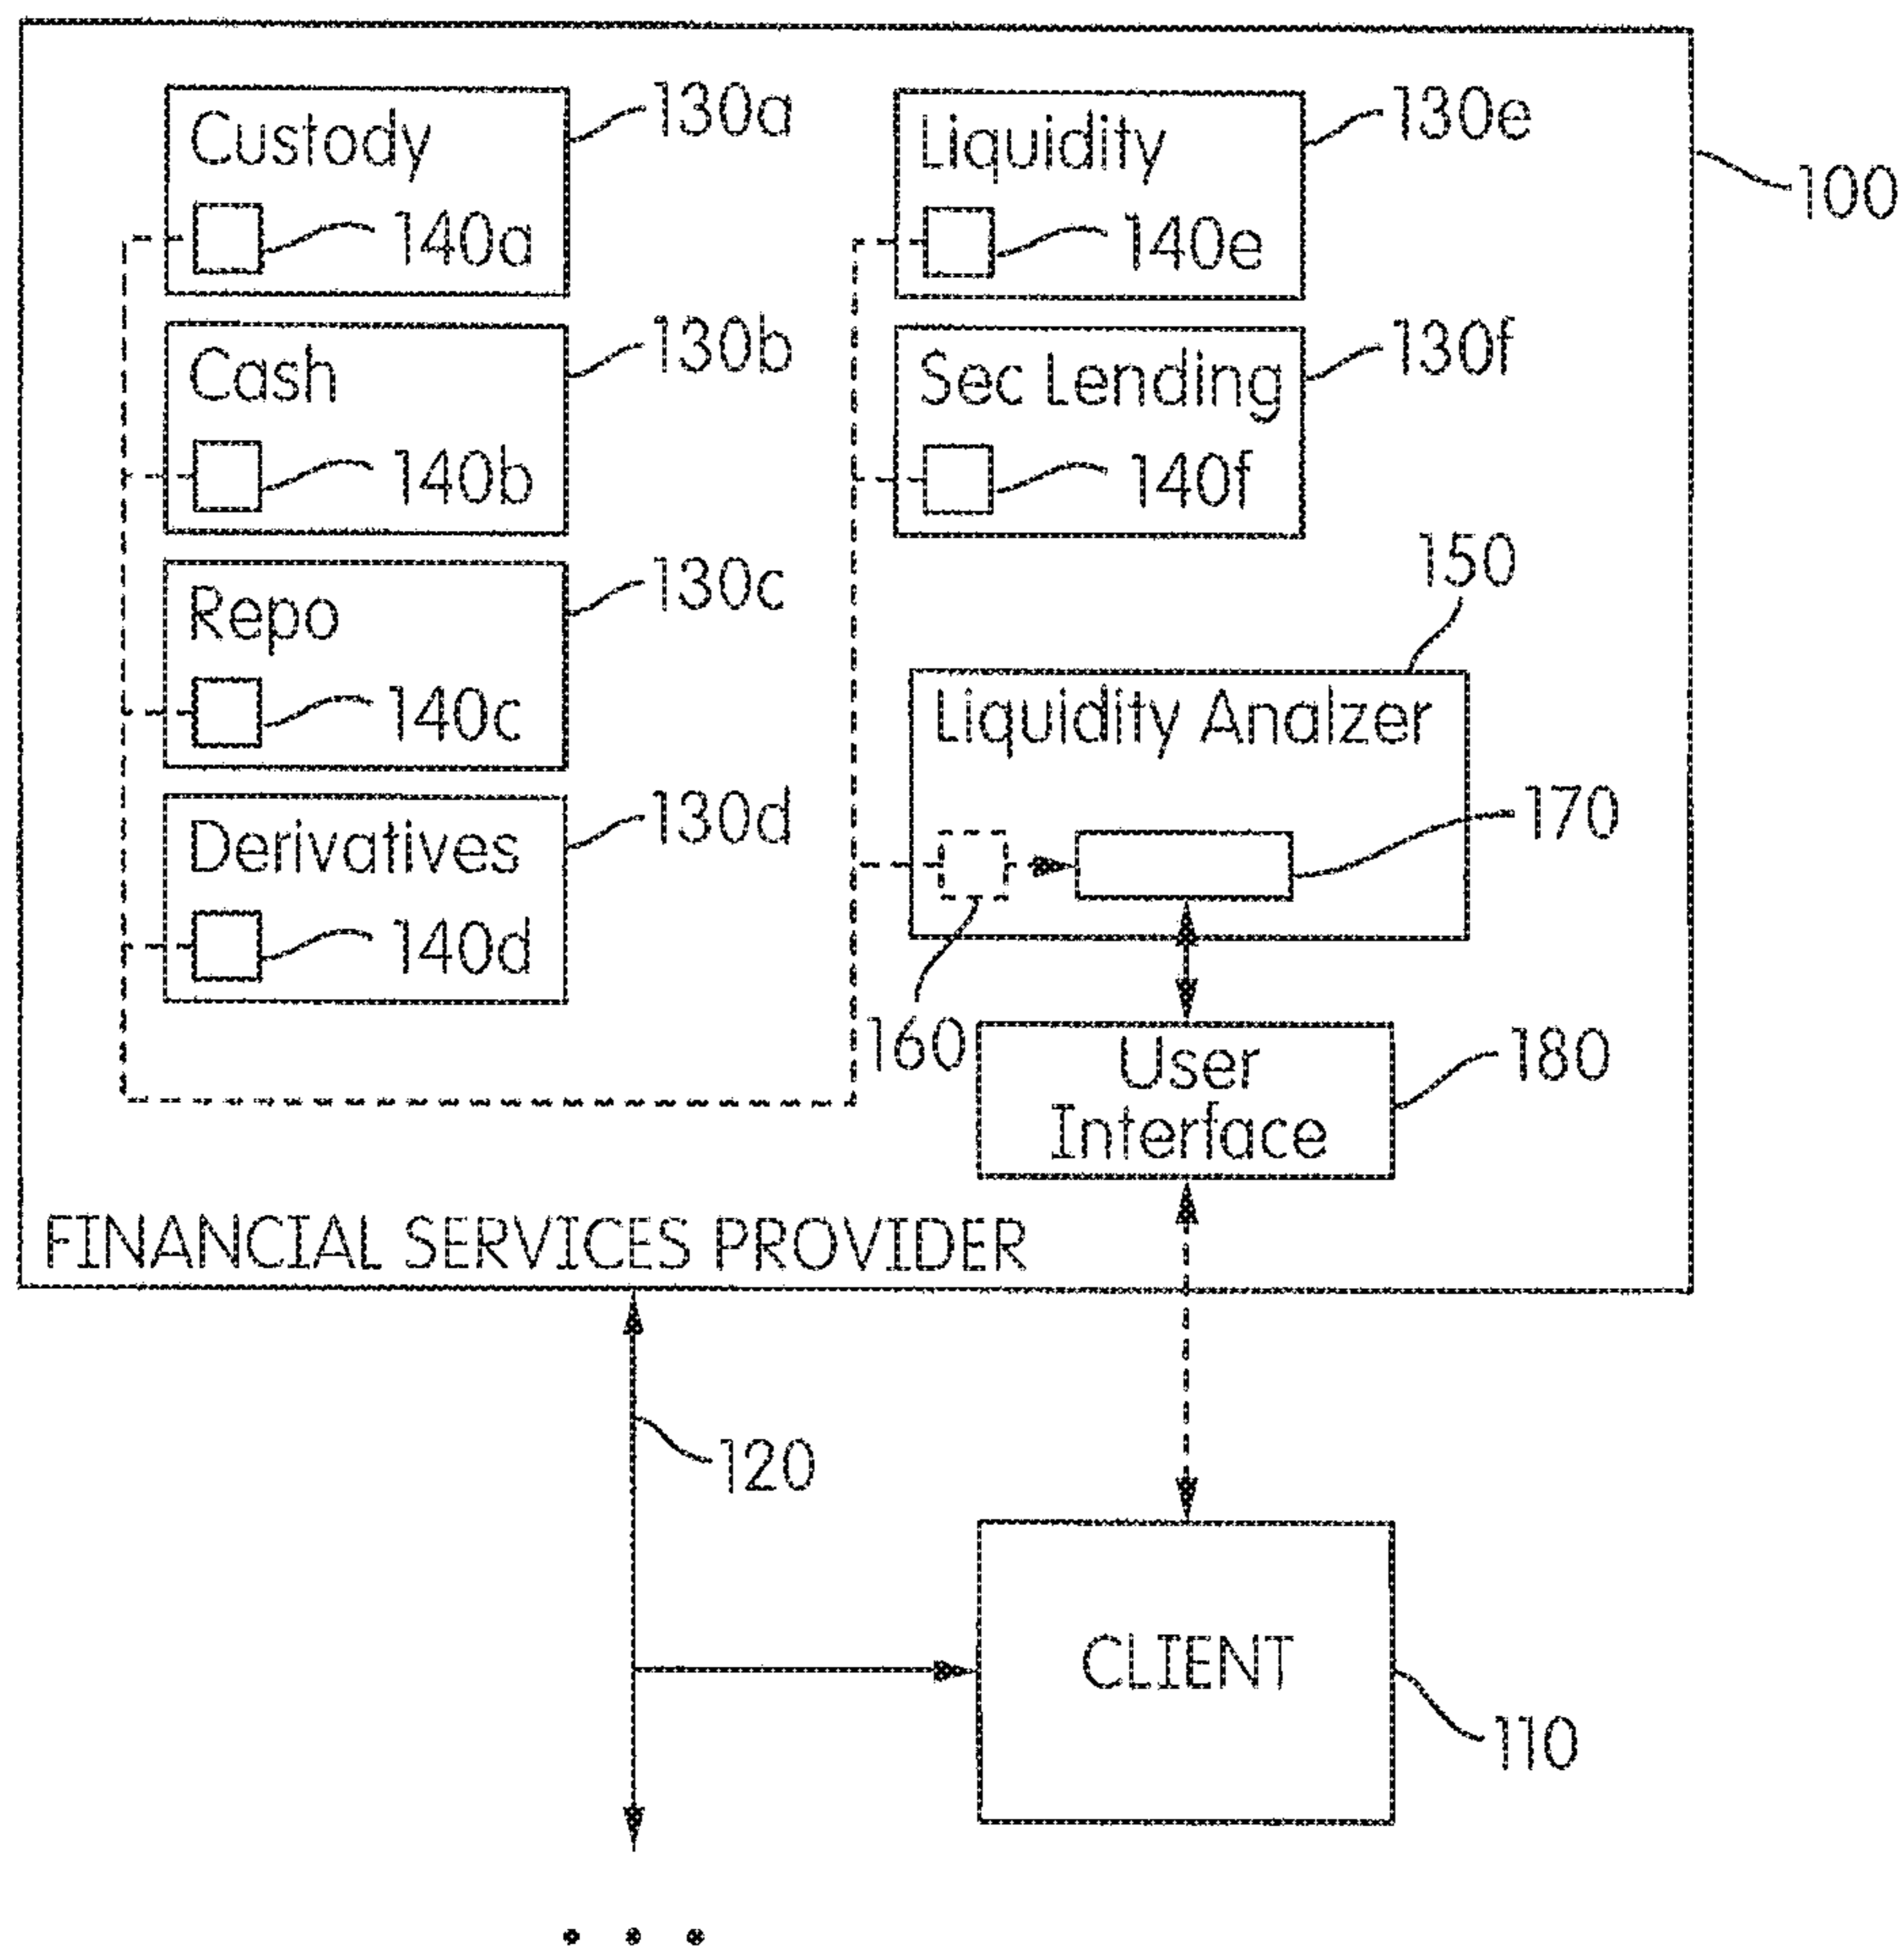 Custody
130a
140a
Cash
130b
140b
Repo
130c
140c
Derivatives
130d
140d
Liquidity
130e
140e
100
Sec Lending
130f
140f
150
Liquidity Analzer
170
160
User
Interface
180
FINANCIAL SERVICES PROVIDER
120
CLIENT
110